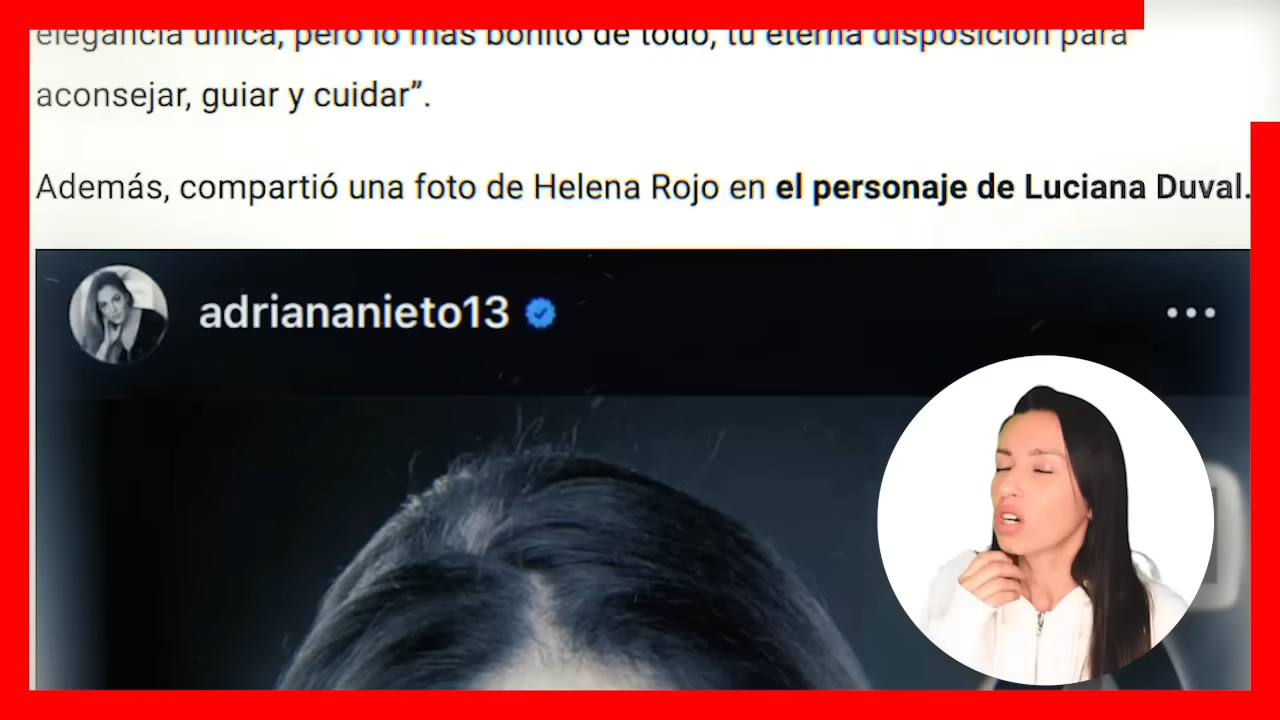 elegancia única, pero lo más bonito de todo, tu eterna disposición para
aconsejar, guiar y cuidar”.
Además, compartió una foto de Helena Rojo en el personaje de Luciana Duval.
adriananieto13